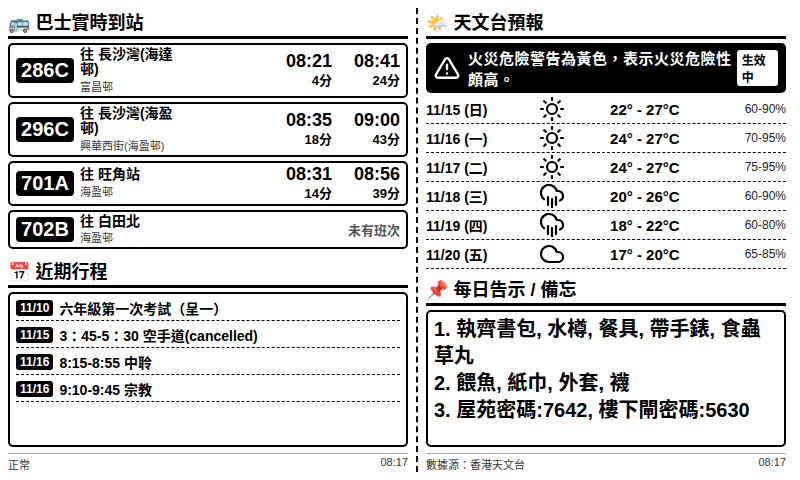 巴士實時到站
286C 往 長沙灣(海達
邨) 08:21 08:41
富昌邨 4分 24分
296C 往 長沙灣(海盈
邨) 08:35 09:00
興華西街(海盈邨) 18分 43分
701A 往 旺角站 08:31 08:56
海盈邨 14分 39分
702B 往 白田北
海盈邨 未有班次
近期行程
11/10 六年級第一次考試（呈一）
11/15 3：45-5：30 空手道(cancelled)
11/16 8:15-8:55 中聆
11/16 9:10-9:45 宗教
正常 08:17
天文台預報
火災危險警告為黃色，表示火災危險性
頗高。
生效
中
11/15 (日) 22° - 27°C 60-90%
11/16 (一) 24° - 27°C 70-95%
11/17 (二) 24° - 27°C 75-95%
11/18 (三) 20° - 26°C 60-90%
11/19 (四) 18° - 22°C 60-80%
11/20 (五) 17° - 20°C 65-85%
每日告示 / 備忘
1. 執齊書包, 水樽, 餐具, 帶手錶, 食蟲
草丸
2. 餵魚, 紙巾, 外套, 襪
3. 屋苑密碼:7642, 樓下閘密碼:5630
數據源：香港天文台 08:17